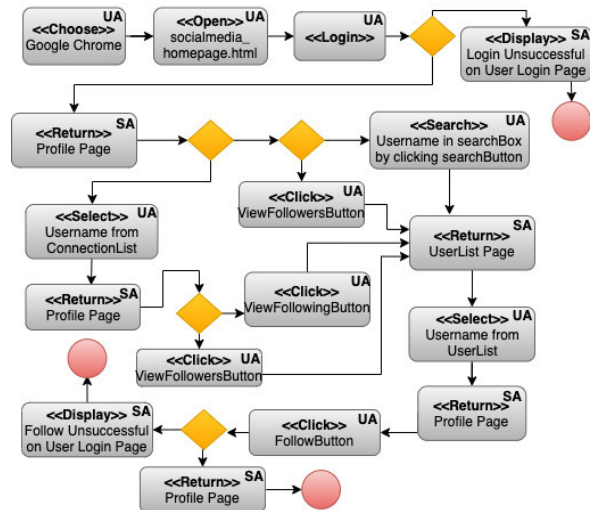 <<Choose>> UA
Google Chrome
<<Open>> UA
socialmedia_
homepage.html
<<Login>> UA
<<Display>> SA
Login Unsuccessful
on User Login Page
<<Return>> SA
Profile Page
<<Search>> UA
Username in searchBox
by clicking searchButton
<<Click>> UA
ViewFollowersButton
<<Select>> UA
Username from
ConnectionList
<<Return>> SA
UserList Page
<<Return>> SA
Profile Page
<<Click>> UA
ViewFollowingButton
<<Select>> UA
Username from
UserList
<<Click>> UA
ViewFollowersButton
<<Return>> SA
Profile Page
<<Display>> SA
Follow Unsuccessful
on User Login Page
<<Click>> UA
FollowButton
<<Return>> SA
Profile Page